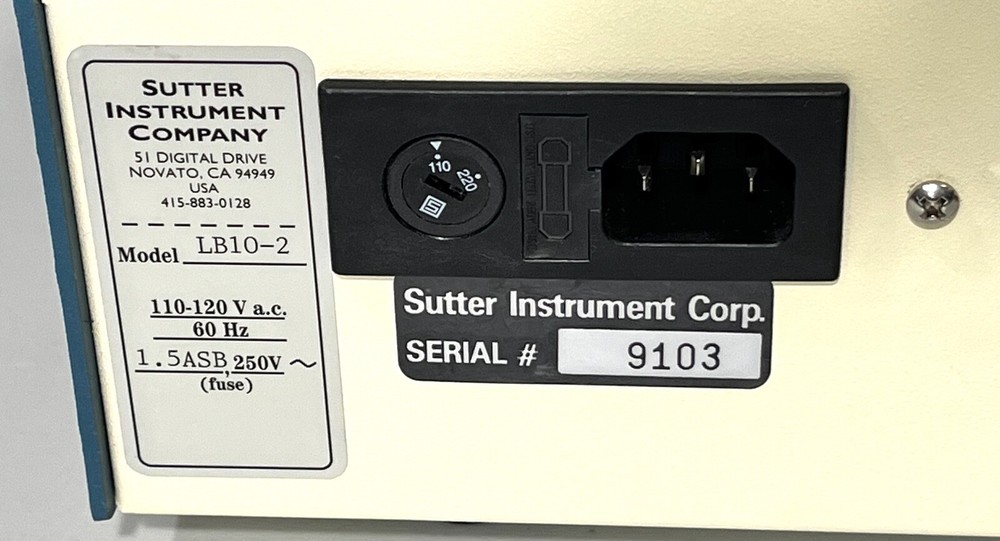 SUTTER
INSTRUMENT
COMPANY
51 DIGITAL DRIVE
NOVATO, CA 94949
USA
415-883-0128
Model LB10-2
110-120 V a.c.
60 Hz
1.5ASB, 250V ~
(fuse)
110 220
Sutter Instrument Corp.
SERIAL # 9103